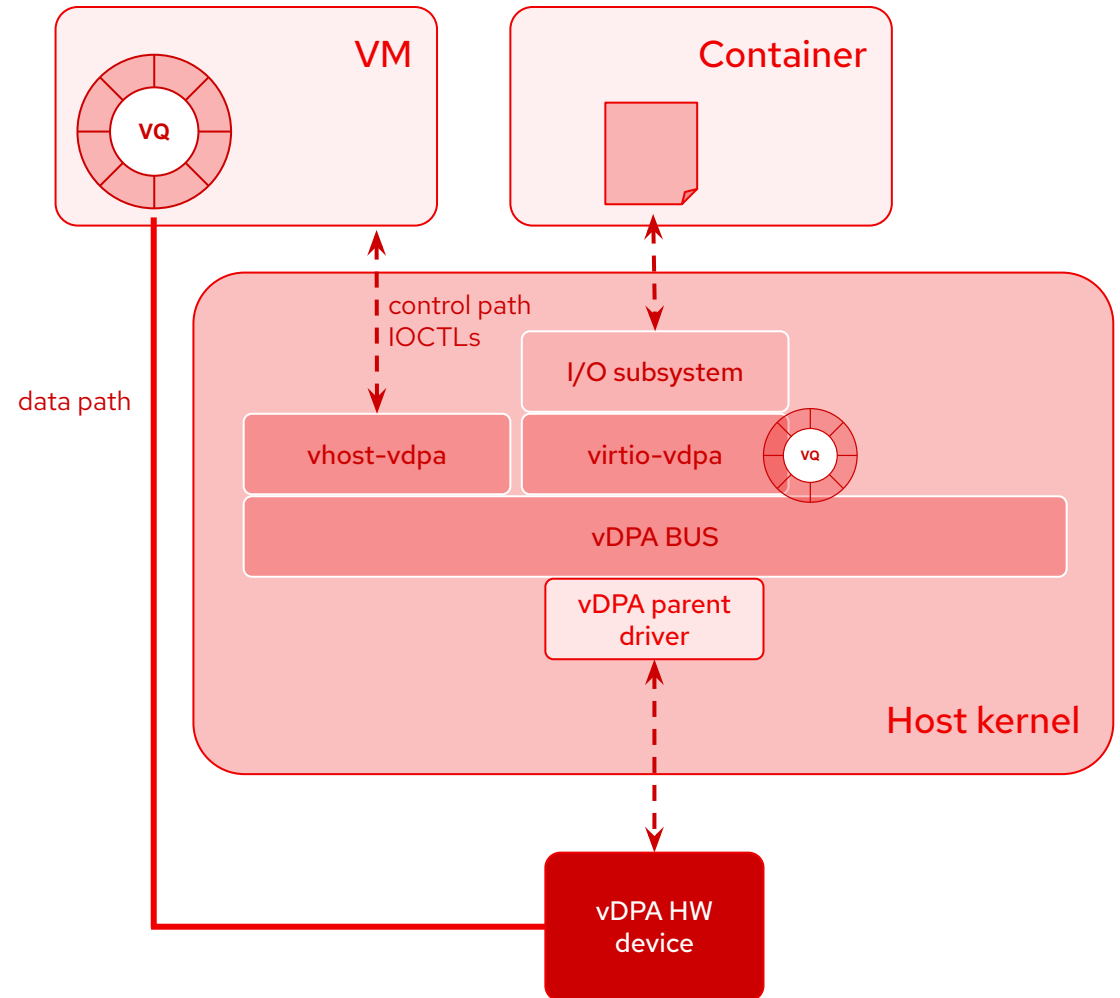 VM
Container
VQ
control path
IOCTLs
I/O subsystem
data path
vhost-vdpa
virtio-vdpa
VQ
vDPA BUS
vDPA parent
driver
Host kernel
vDPA HW
device